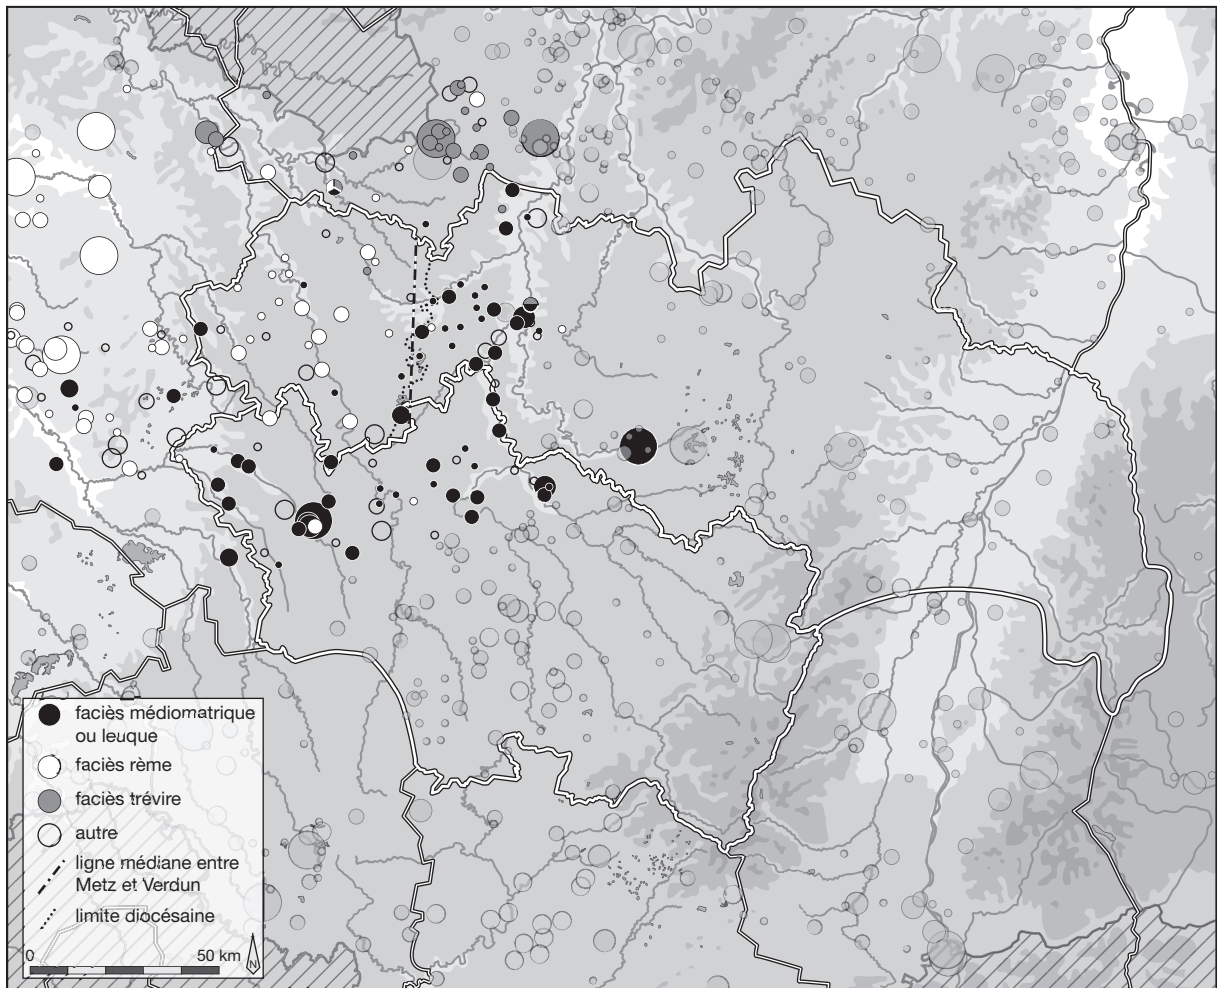 faciès médiomatrique
ou leuque
faciès rème
faciès trévire
autre
ligne médiane entre
Metz et Verdun
limite diocésaine
0 50 km
N